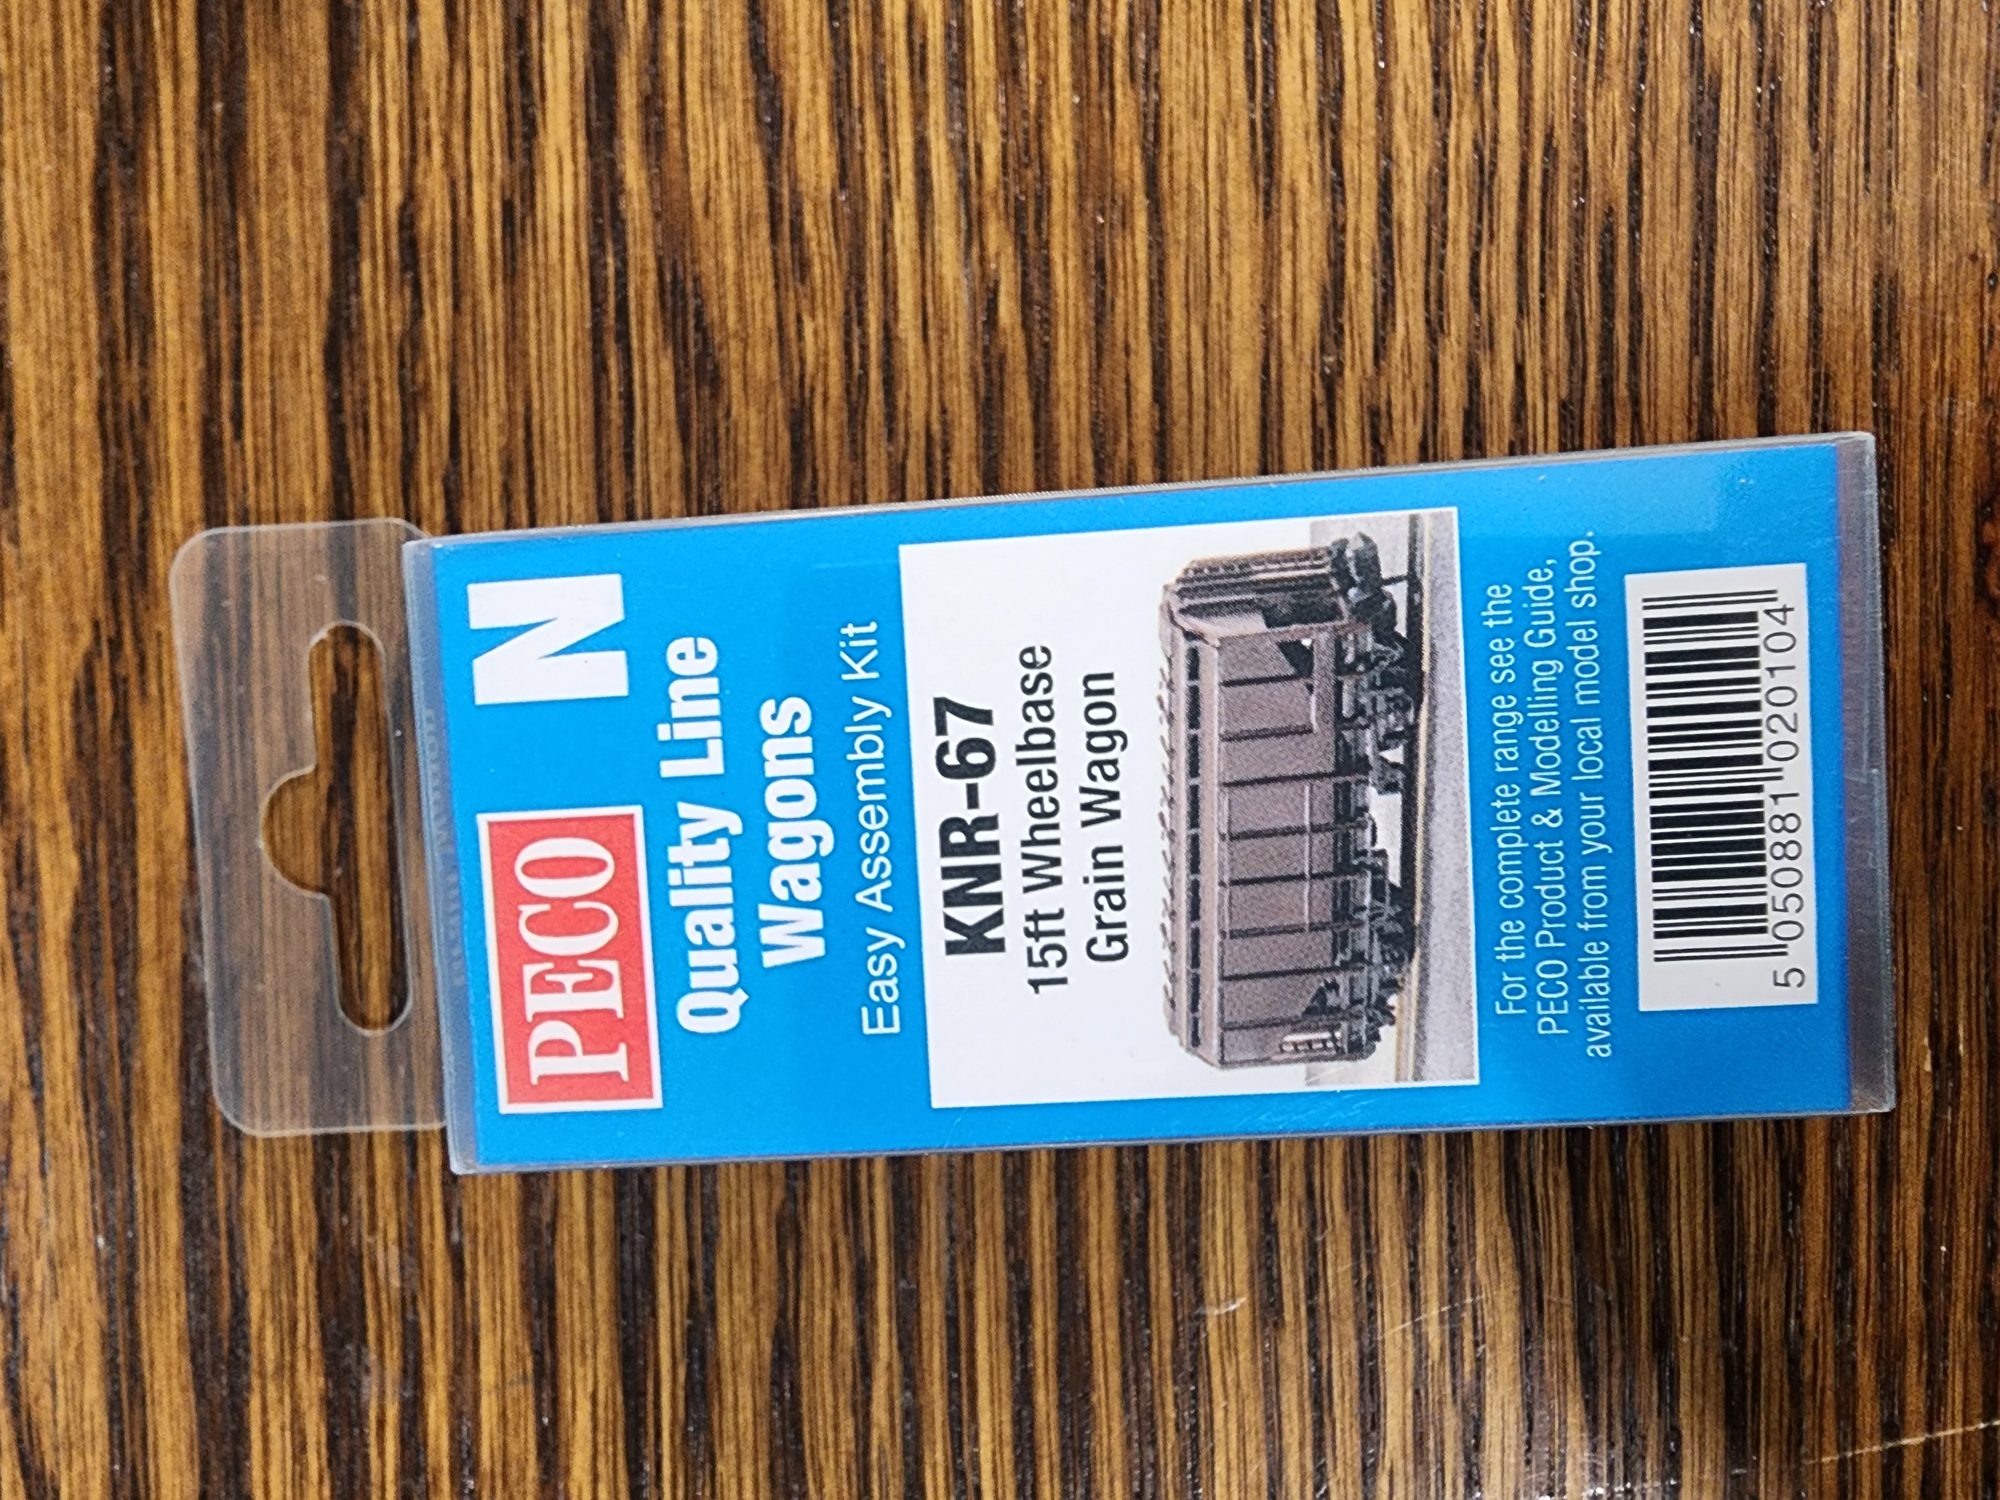 PECO N
Quality Line
Wagons
Easy Assembly Kit
KNR-67
15ft Wheelbase
Grain Wagon
For the complete range see the
PECO Product & Modelling Guide,
available from your local model shop.
5 050881 020104